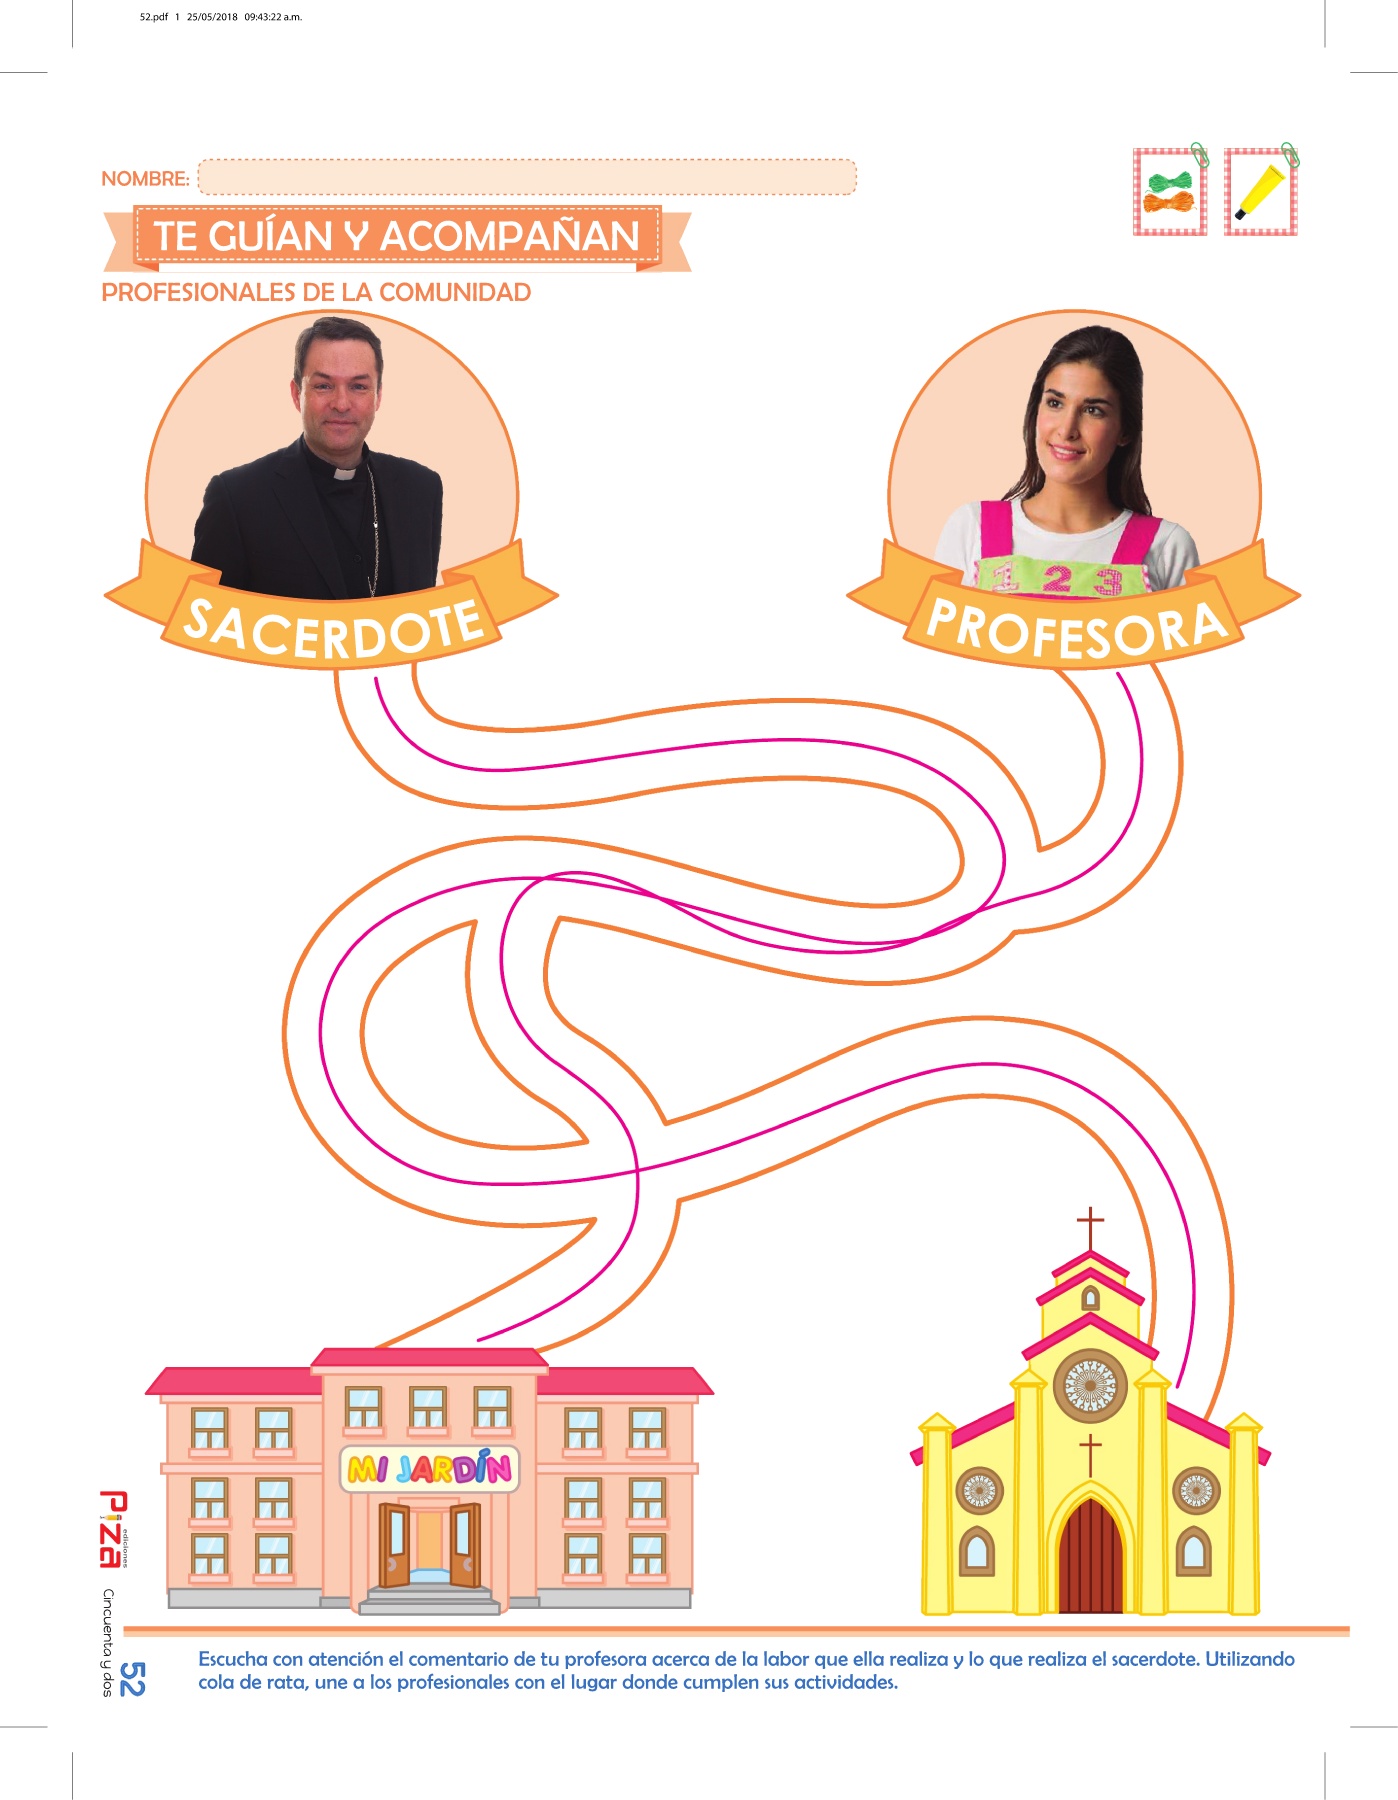 52.pdf 1 25/05/2018 09:43:22 a.m.
NOMBRE:
TE GUÍAN Y ACOMPAÑAN
PROFESIONALES DE LA COMUNIDAD
SACERDOTE
PROFESORA
1 2 3
MI JARDÍN
Piza
ediciones
Cincuenta y dos
52
Escucha con atención el comentario de tu profesora acerca de la labor que ella realiza y lo que realiza el sacerdote. Utilizando
cola de rata, une a los profesionales con el lugar donde cumplen sus actividades.